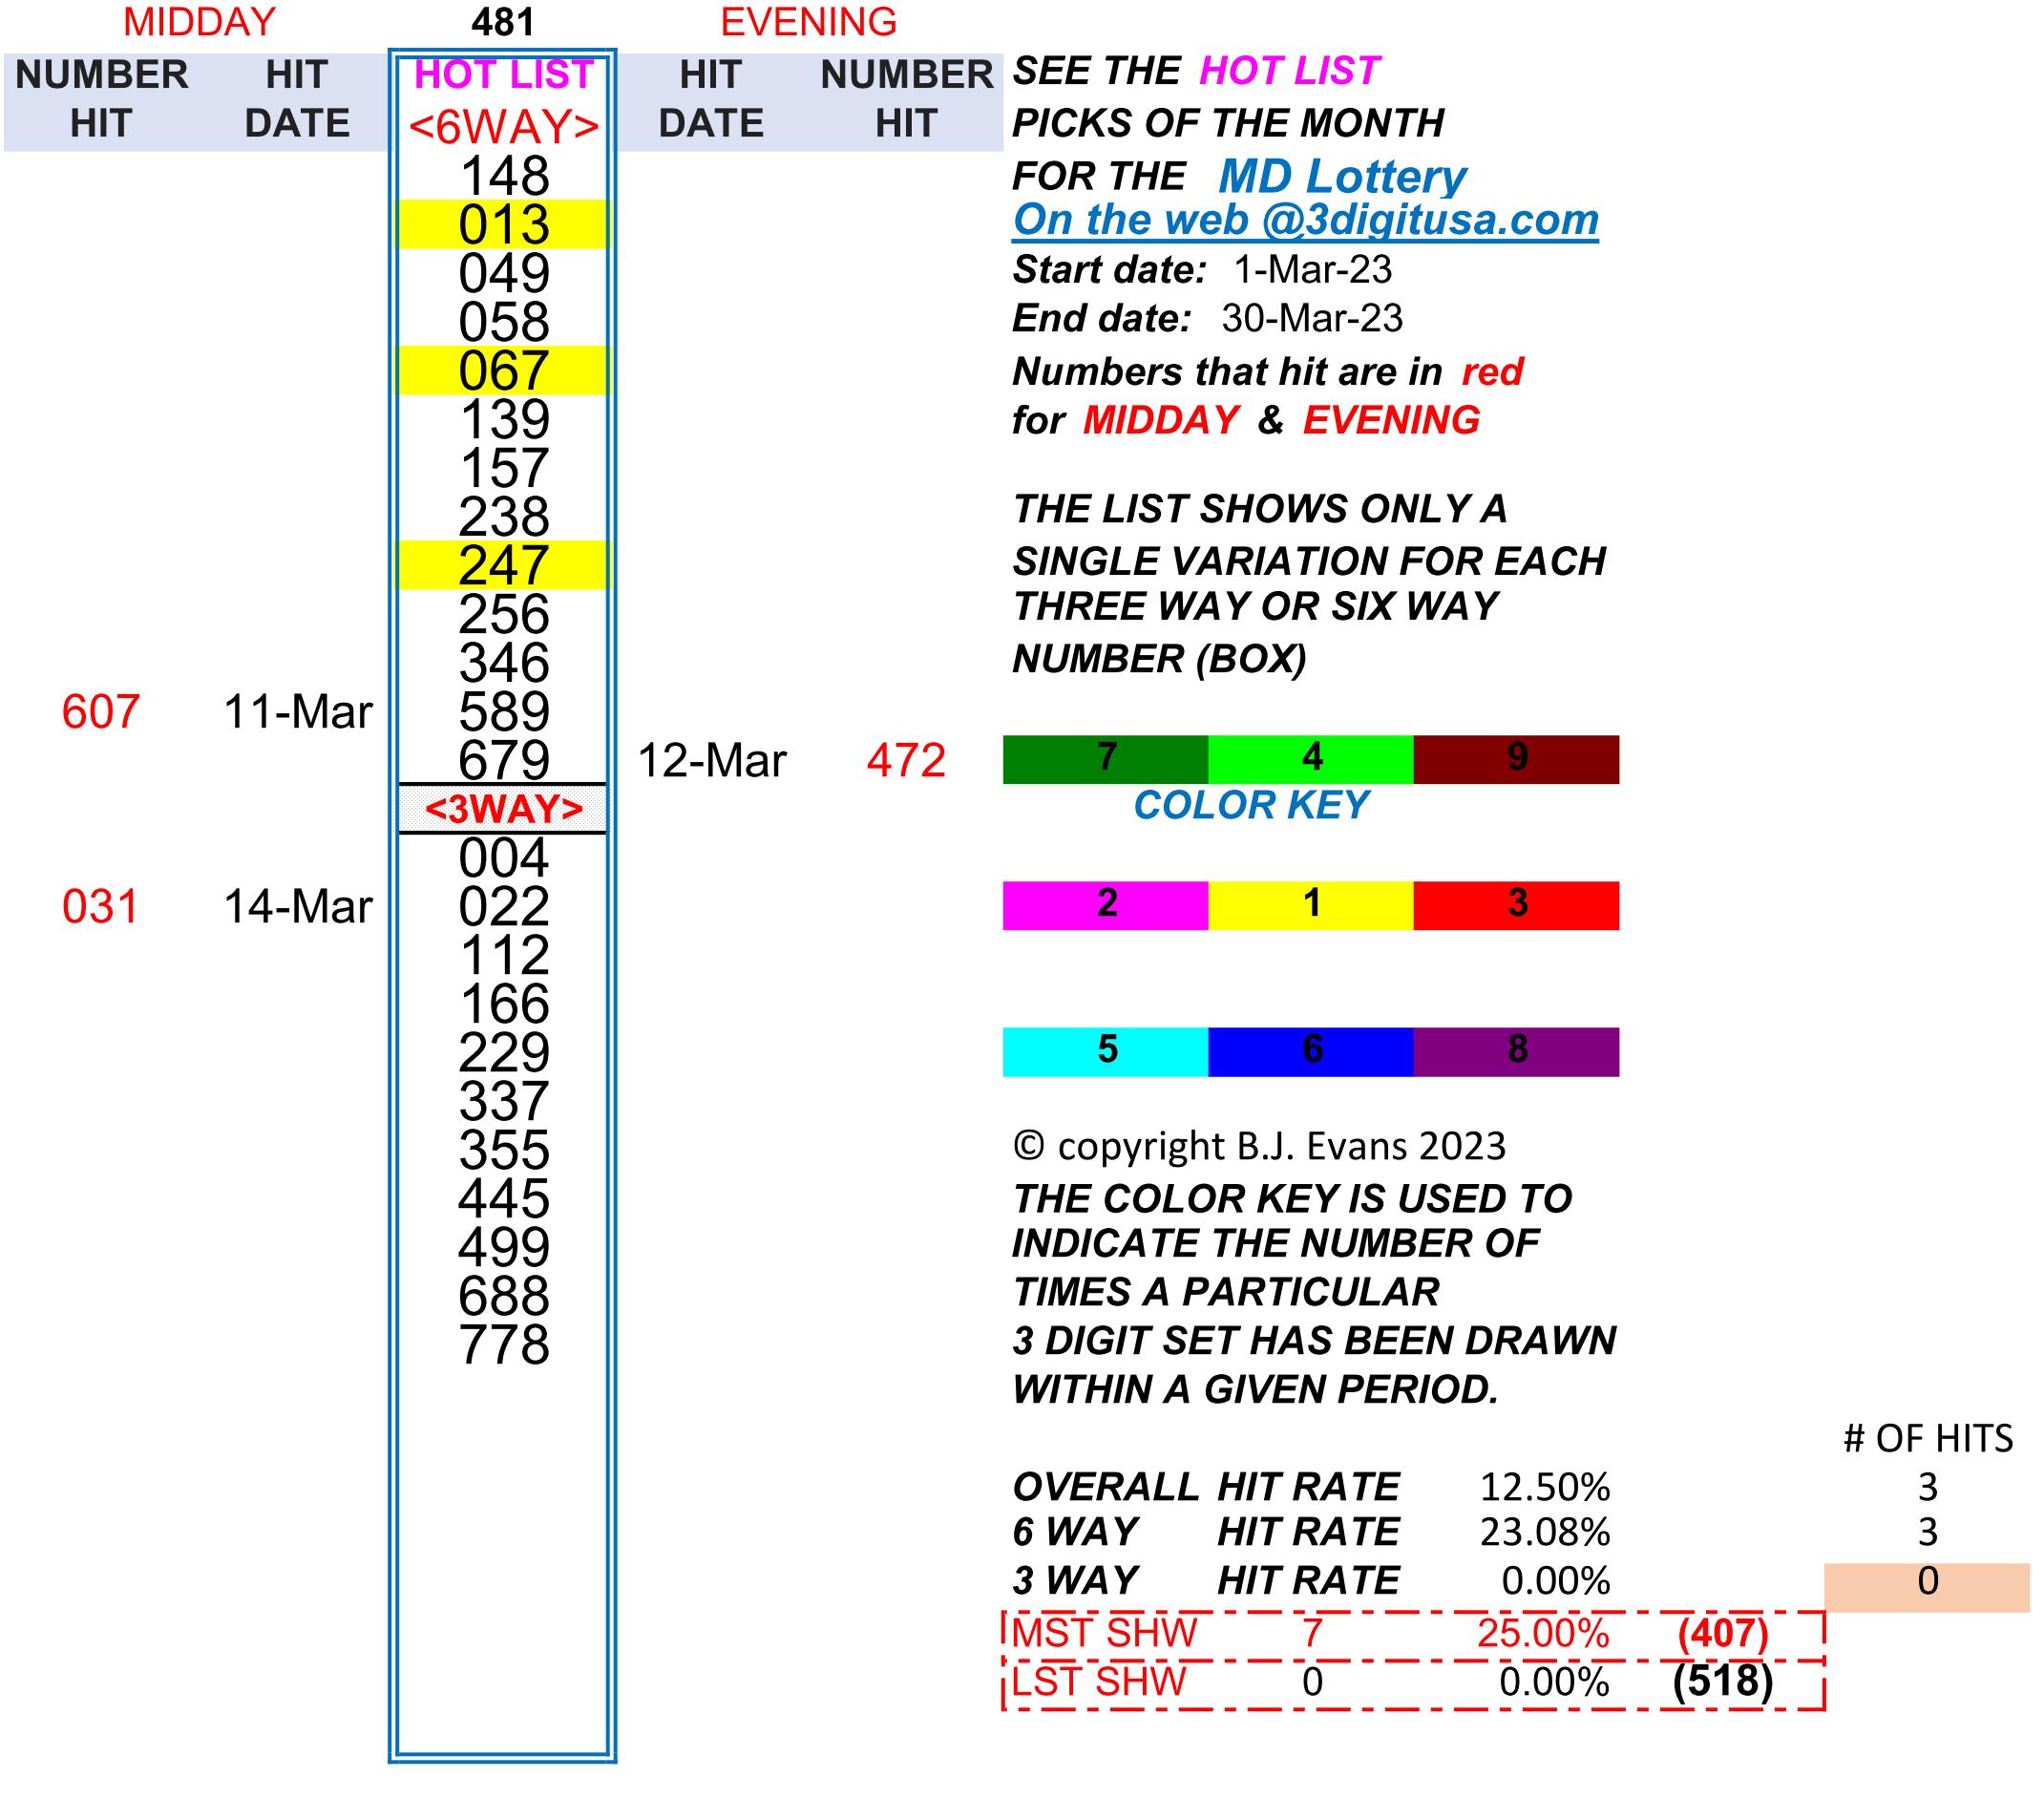 MIDDAY 481 EVENING
NUMBER HIT HOT LIST HIT NUMBER
HIT DATE <6WAY> DATE HIT
148
013
049
058
067
139
157
238
247
256
346
607 11-Mar 589
679 12-Mar 472
<3WAY>
004
031 14-Mar 022
112
166
229
337
355
445
499
688
778
SEE THE HOT LIST
PICKS OF THE MONTH
FOR THE MD Lottery
On the web @3digitusa.com
Start date: 1-Mar-23
End date: 30-Mar-23
Numbers that hit are in red
for MIDDAY & EVENING
THE LIST SHOWS ONLY A
SINGLE VARIATION FOR EACH
THREE WAY OR SIX WAY
NUMBER (BOX)
7 4 9
COLOR KEY
2 1 3
5 6 8
© copyright B.J. Evans 2023
THE COLOR KEY IS USED TO
INDICATE THE NUMBER OF
TIMES A PARTICULAR
3 DIGIT SET HAS BEEN DRAWN
WITHIN A GIVEN PERIOD.
# OF HITS
OVERALL HIT RATE 12.50% 3
6 WAY HIT RATE 23.08% 3
3 WAY HIT RATE 0.00% 0
MST SHW 7 25.00% (407)
LST SHW 0 0.00% (518)